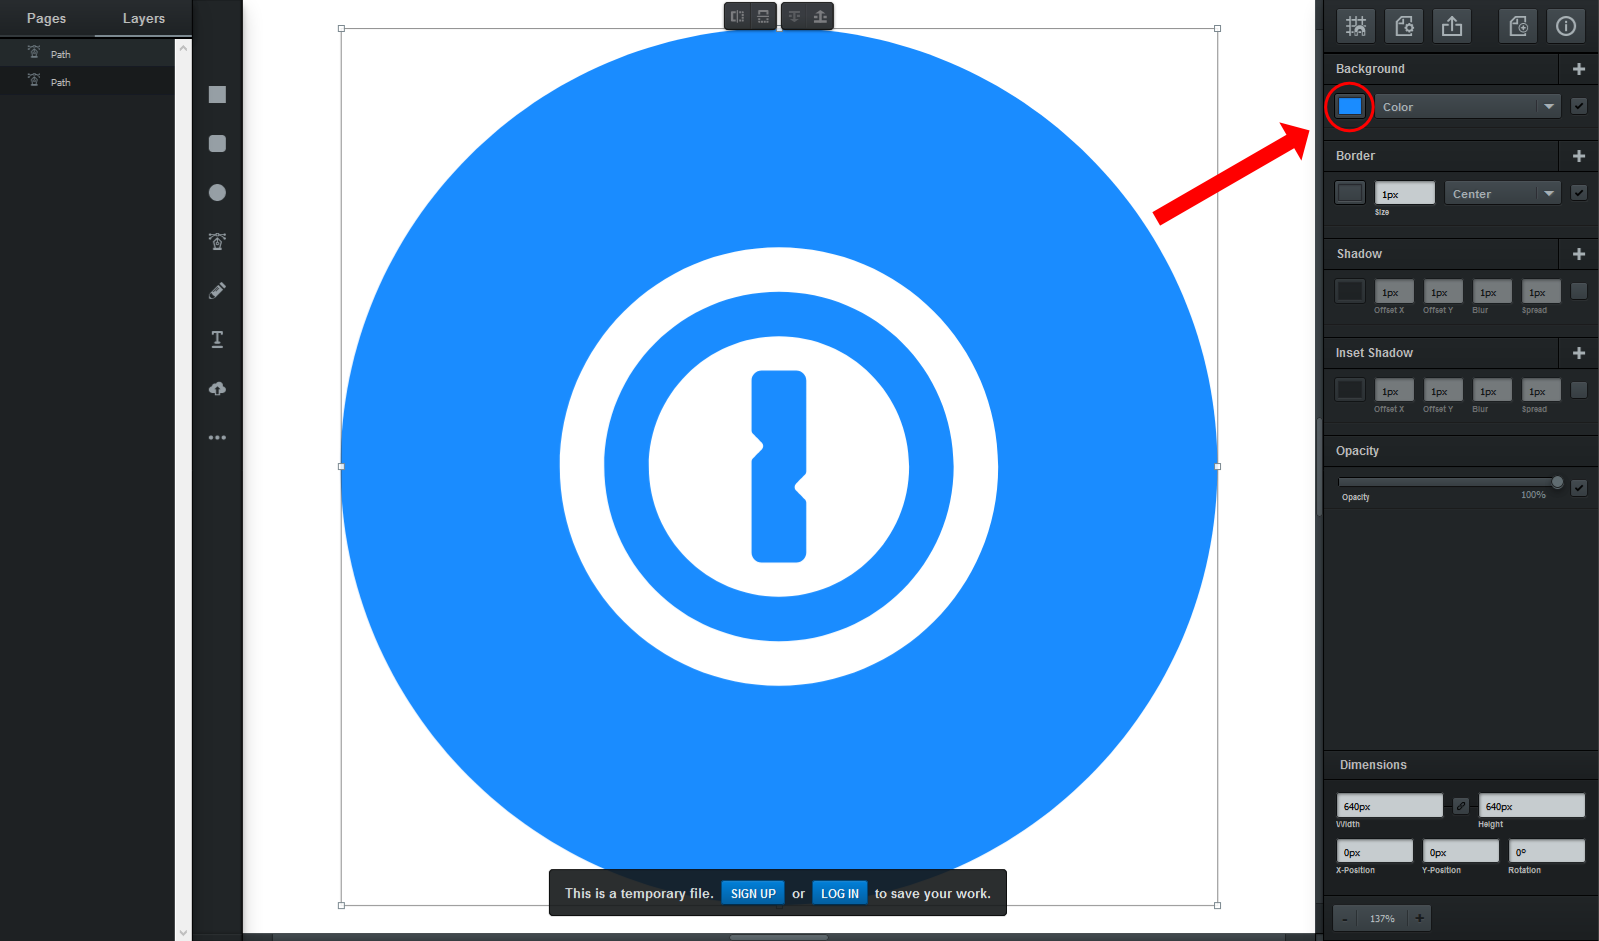 Pages Layers
Path
Path
This is a temporary file. SIGN UP or LOG IN to save your work.
Background
Color
Border
1px Center
Size
Shadow
1px 1px 1px 1px
Offset X Offset Y Blur Spread
Inset Shadow
1px 1px 1px 1px
Offset X Offset Y Blur Spread
Opacity
Opacity 100%
Dimensions
640px 640px
Width Height
0px 0px 0º
X-Position Y-Position Rotation
- 137% +